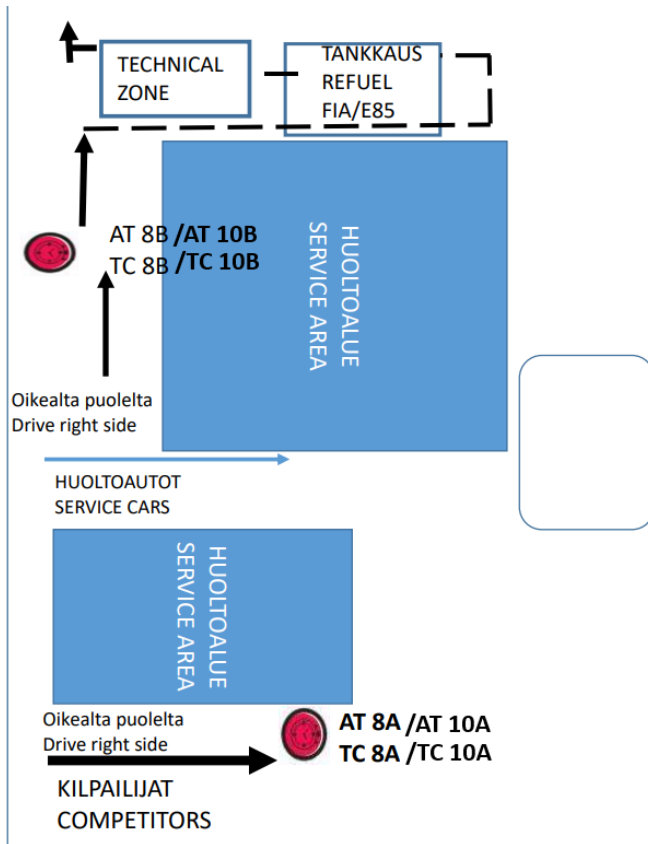 TECHNICAL
ZONE
TANKKAUS
REFUEL
FIA/E85
AT 8B /AT 10B
TC 8B /TC 10B
HUOLTOALUE
SERVICE AREA
Oikealta puolelta
Drive right side
HUOLTOAUTOT
SERVICE CARS
HUOLTOALUE
SERVICE AREA
Oikealta puolelta
Drive right side
AT 8A /AT 10A
TC 8A /TC 10A
KILPAILIJAT
COMPETITORS